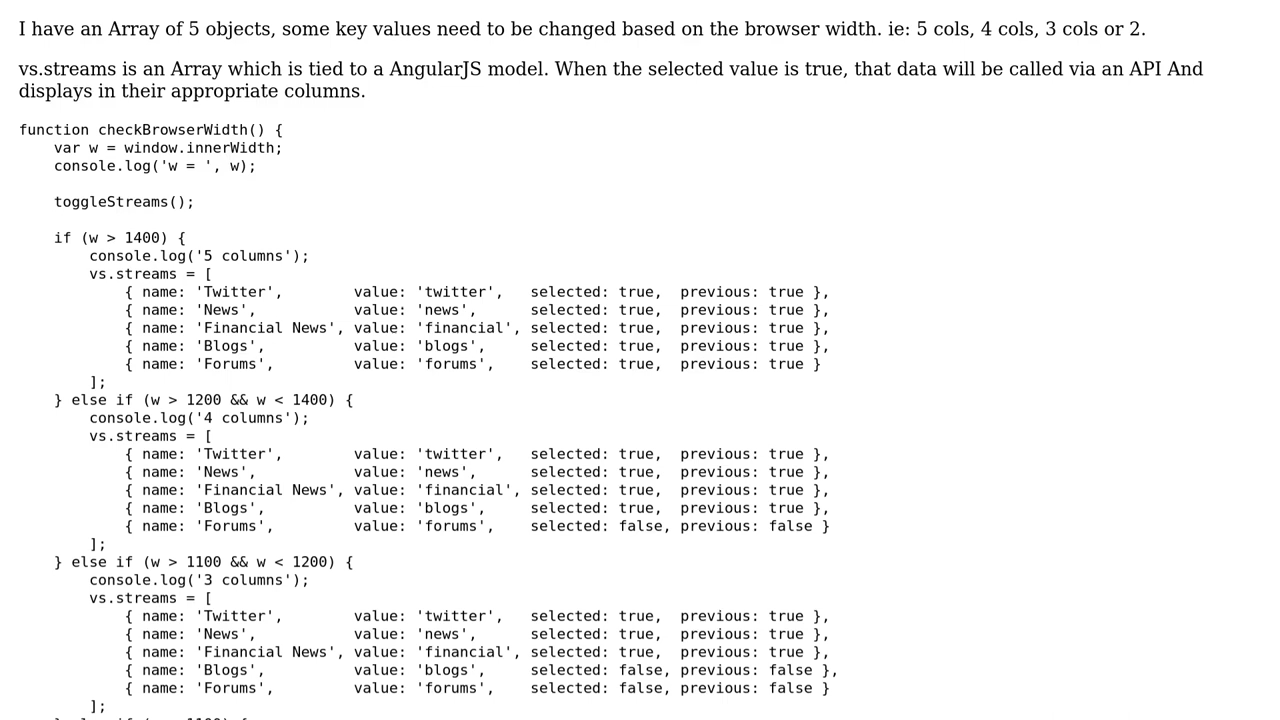 I have an Array of 5 objects, some key values need to be changed based on the browser width. ie: 5 cols, 4 cols, 3 cols or 2.
vs.streams is an Array which is tied to a AngularJS model. When the selected value is true, that data will be called via an API And
displays in their appropriate columns.
function checkBrowserWidth() {
    var w = window.innerWidth;
    console.log('w = ', w);
    toggleStreams();
    if (w > 1400) {
        console.log('5 columns');
        vs.streams = [
            { name: 'Twitter',        value: 'twitter',   selected: true,  previous: true },
            { name: 'News',           value: 'news',      selected: true,  previous: true },
            { name: 'Financial News', value: 'financial', selected: true,  previous: true },
            { name: 'Blogs',          value: 'blogs',     selected: true,  previous: true },
            { name: 'Forums',         value: 'forums',    selected: true,  previous: true }
        ];
    } else if (w > 1200 && w < 1400) {
        console.log('4 columns');
        vs.streams = [
            { name: 'Twitter',        value: 'twitter',   selected: true,  previous: true },
            { name: 'News',           value: 'news',      selected: true,  previous: true },
            { name: 'Financial News', value: 'financial', selected: true,  previous: true },
            { name: 'Blogs',          value: 'blogs',     selected: true,  previous: true },
            { name: 'Forums',         value: 'forums',    selected: false, previous: false }
        ];
    } else if (w > 1100 && w < 1200) {
        console.log('3 columns');
        vs.streams = [
            { name: 'Twitter',        value: 'twitter',   selected: true,  previous: true },
            { name: 'News',           value: 'news',      selected: true,  previous: true },
            { name: 'Financial News', value: 'financial', selected: true,  previous: true },
            { name: 'Blogs',          value: 'blogs',     selected: false, previous: false },
            { name: 'Forums',         value: 'forums',    selected: false, previous: false }
        ];